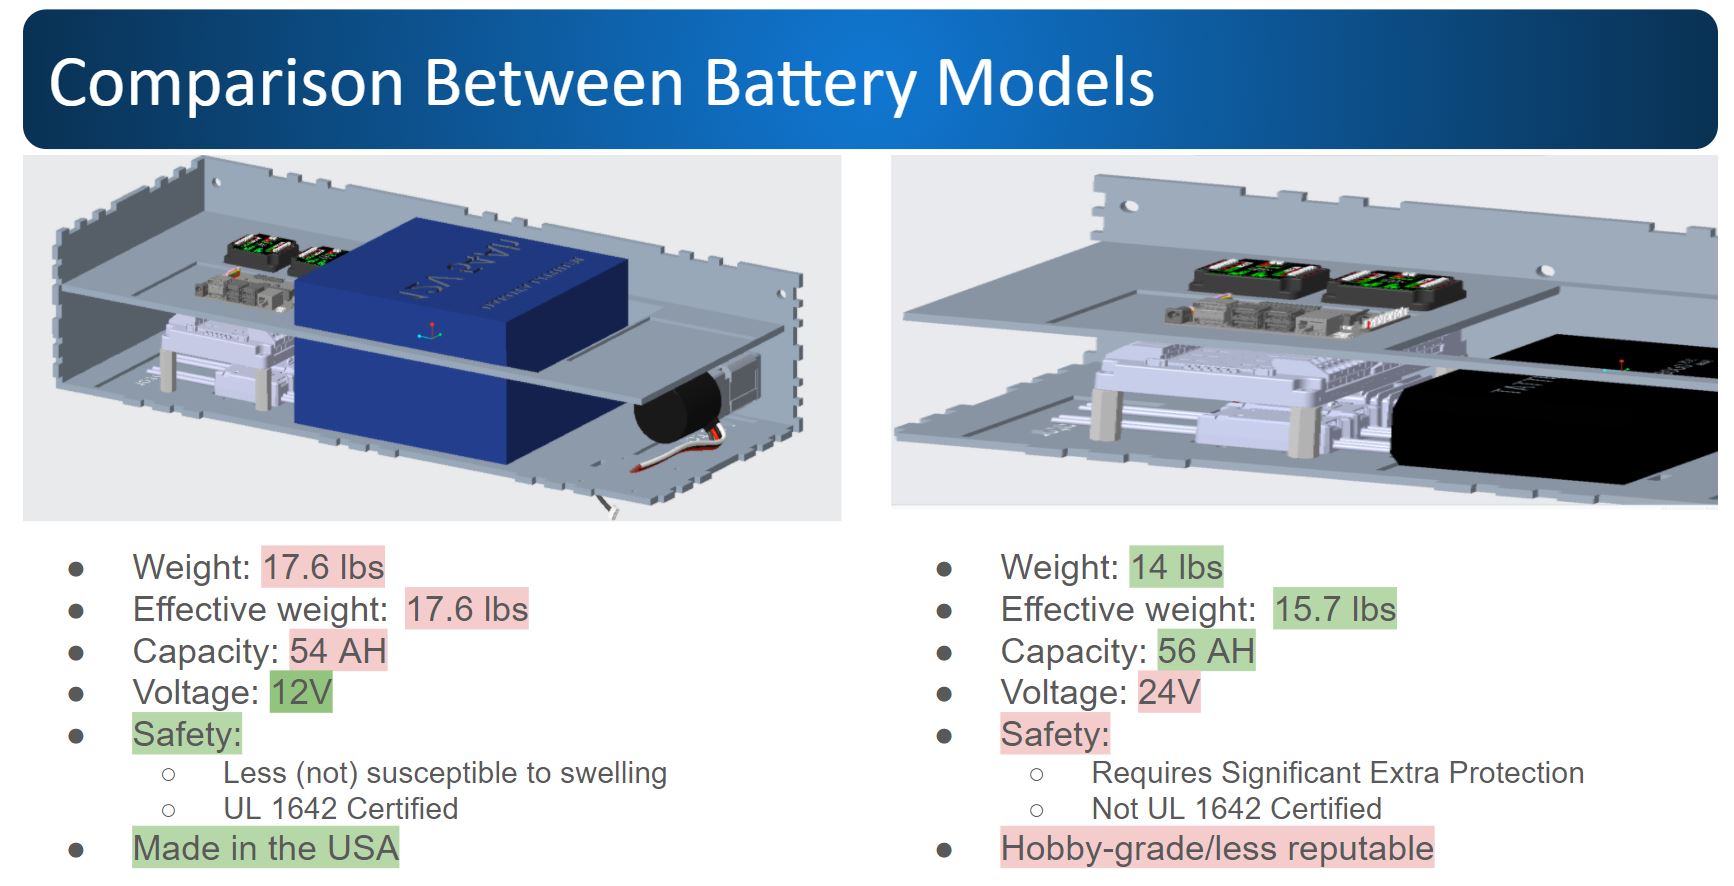 Comparison Between Battery Models
Weight: 17.6 lbs
Effective weight: 17.6 lbs
Capacity: 54 AH
Voltage: 12V
Safety:
Less (not) susceptible to swelling
UL 1642 Certified
Made in the USA
Weight: 14 lbs
Effective weight: 15.7 lbs
Capacity: 56 AH
Voltage: 24V
Safety:
Requires Significant Extra Protection
Not UL 1642 Certified
Hobby-grade/less reputable